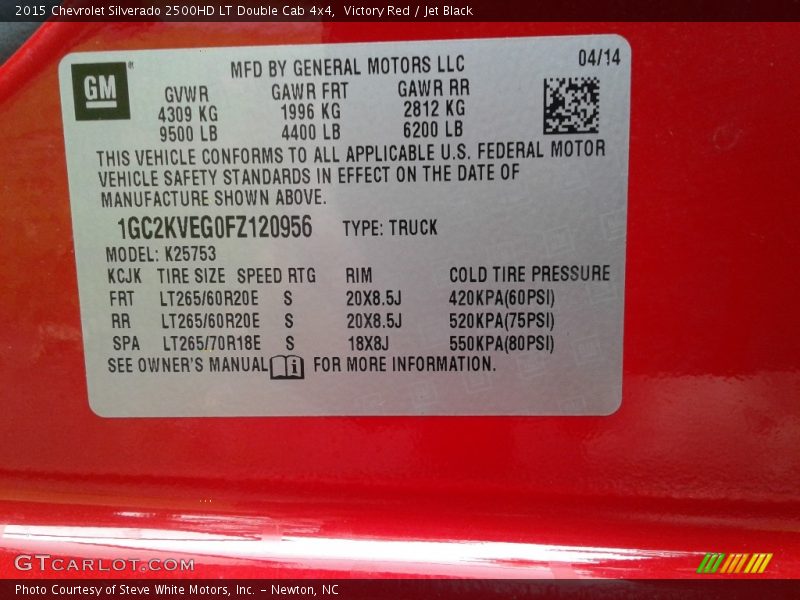 2015 Chevrolet Silverado 2500HD LT Double Cab 4x4, Victory Red / Jet Black
GM®
MFD BY GENERAL MOTORS LLC
04/14
GVWR GAWR FRT GAWR RR
4309 KG 1996 KG 2812 KG
9500 LB 4400 LB 6200 LB
THIS VEHICLE CONFORMS TO ALL APPLICABLE U.S. FEDERAL MOTOR
VEHICLE SAFETY STANDARDS IN EFFECT ON THE DATE OF
MANUFACTURE SHOWN ABOVE.
1GC2KVEG0FZ120956 TYPE: TRUCK
MODEL: K25753
KCJK TIRE SIZE SPEED RTG RIM COLD TIRE PRESSURE
FRT LT265/60R20E S 20X8.5J 420KPA(60PSI)
RR LT265/60R20E S 20X8.5J 520KPA(75PSI)
SPA LT265/70R18E S 18X8J 550KPA(80PSI)
SEE OWNER'S MANUAL i FOR MORE INFORMATION.
GTCARLOT.COM
Photo Courtesy of Steve White Motors, Inc. – Newton, NC